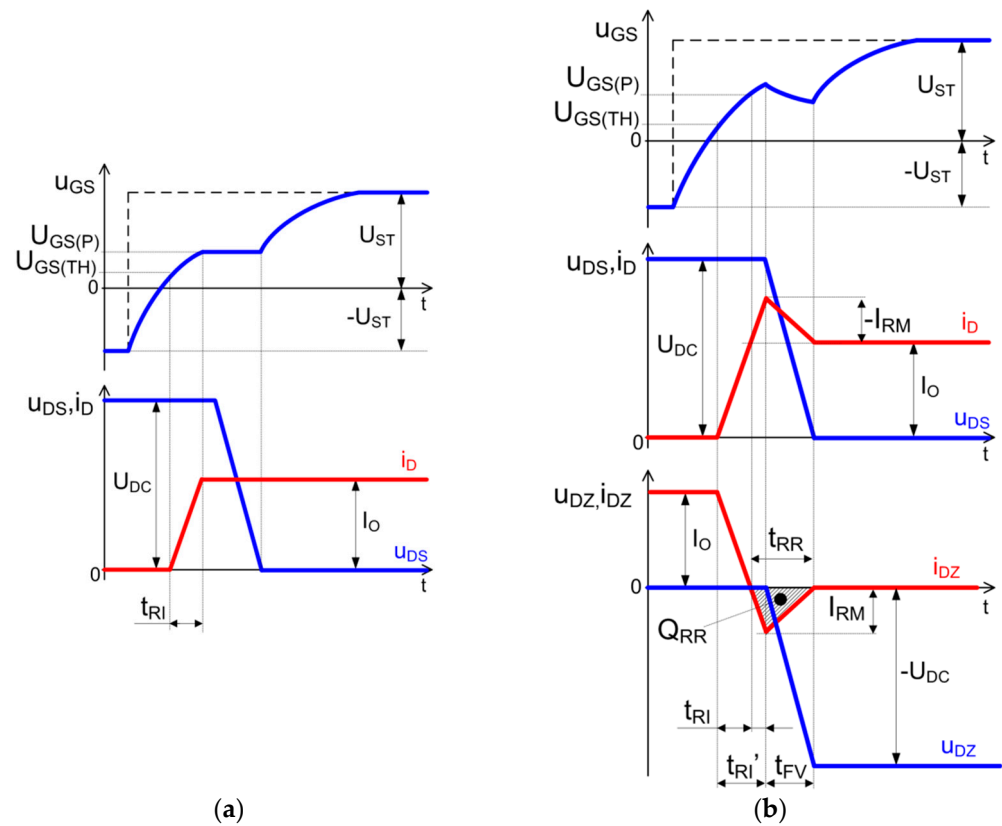 uGS
UGS(P)
UGS(TH)
0
UST
-UST
t
uDS,iD
UDC
iD
IO
uDS
0
t
tRI
(a)
uGS
UGS(P)
UGS(TH)
0
UST
-UST
t
uDS,iD
UDC
-IRM
iD
IO
uDS
0
t
uDZ,iDZ
IO
tRR
iDZ
0
t
QRR
IRM
-UDC
tRI
uDZ
tRI’
tFV
(b)